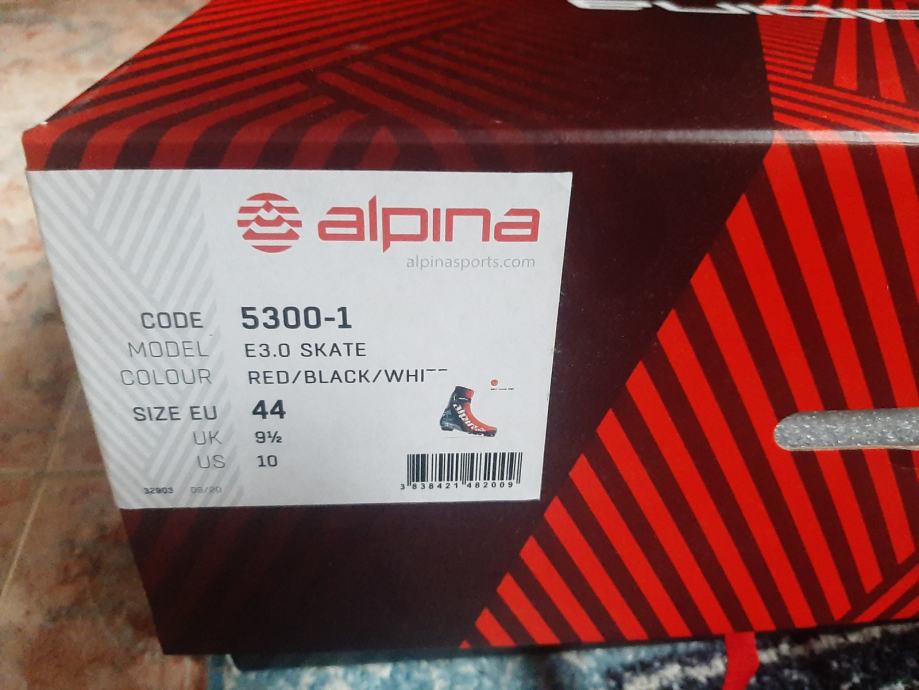 alpina
alpinasports.com
CODE 5300-1
MODEL E3.0 SKATE
COLOUR RED/BLACK/WHI
SIZE EU 44
UK 9½
US 10
32903 09/20
3 838421 482009